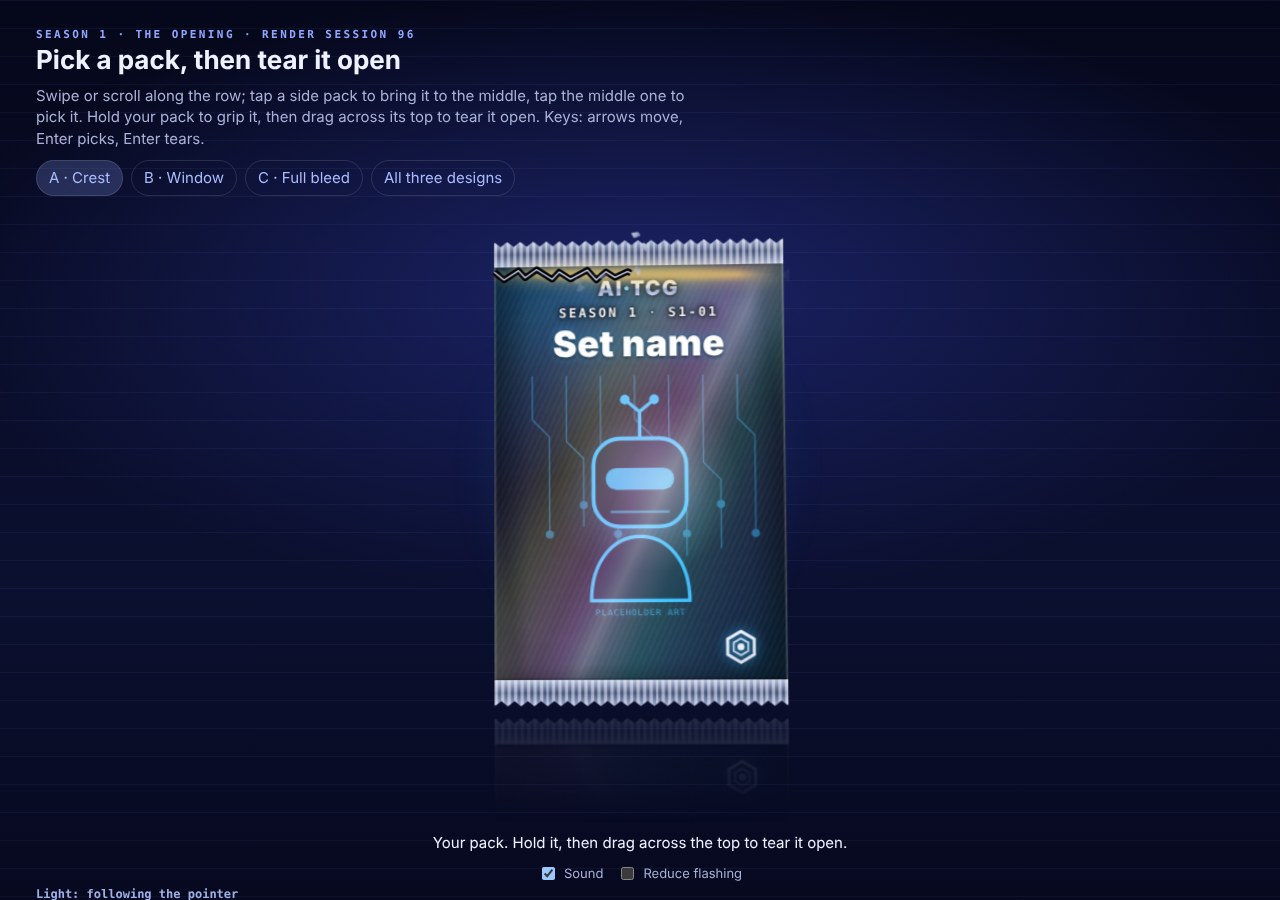 SEASON 1 · THE OPENING · RENDER SESSION 96
Pick a pack, then tear it open
Swipe or scroll along the row; tap a side pack to bring it to the middle, tap the middle one to
pick it. Hold your pack to grip it, then drag across its top to tear it open. Keys: arrows move,
Enter picks, Enter tears.
A · Crest
B · Window
C · Full bleed
All three designs
AI·TCG
SEASON 1 · S1-01
Set name
PLACEHOLDER ART
Your pack. Hold it, then drag across the top to tear it open.
Sound
Reduce flashing
Light: following the pointer